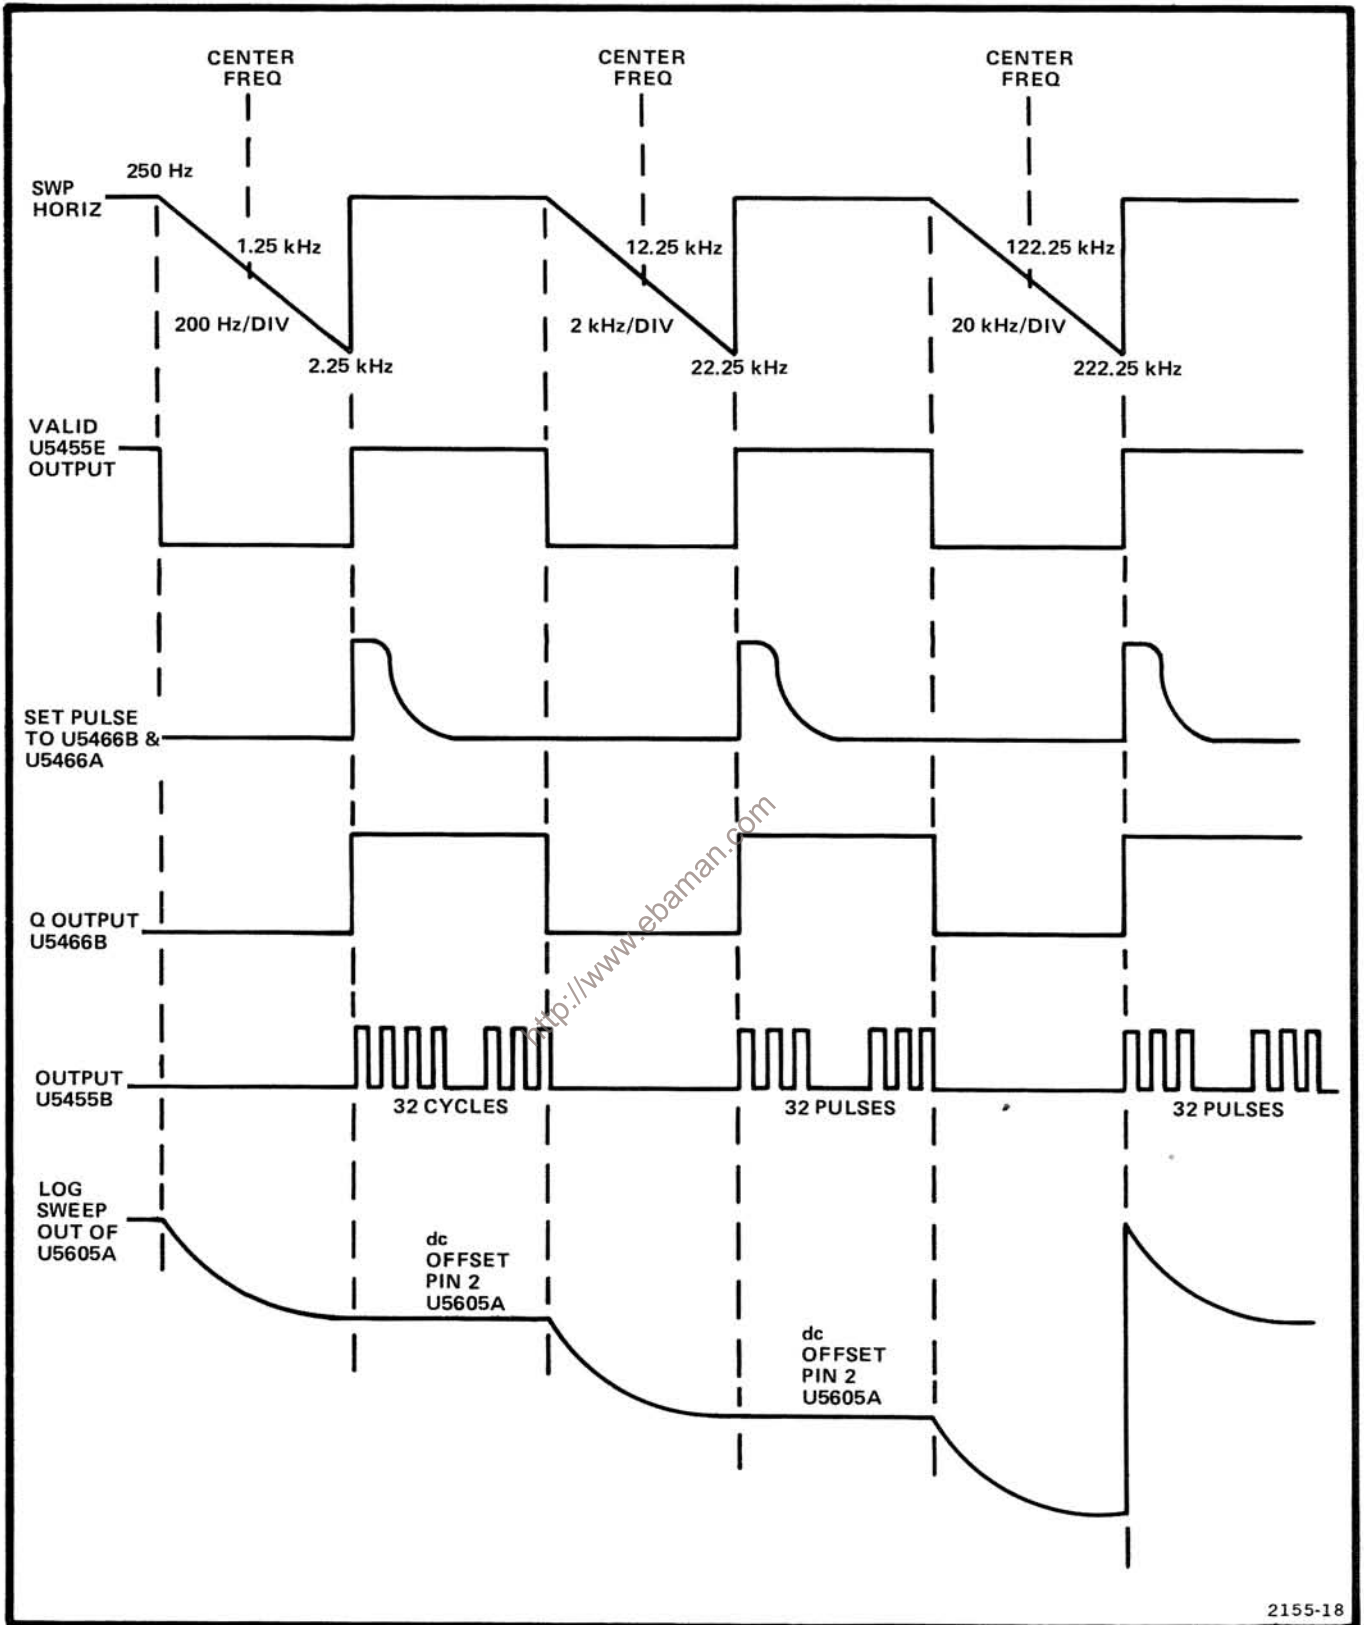 CENTER
FREQ
CENTER
FREQ
CENTER
FREQ
250 Hz
SWP
HORIZ
1.25 kHz
12.25 kHz
122.25 kHz
200 Hz/DIV
2 kHz/DIV
20 kHz/DIV
2.25 kHz
22.25 kHz
222.25 kHz
VALID
U5455E
OUTPUT
SET PULSE
TO U5466B &
U5466A
Q OUTPUT
U5466B
http://www.ebaman.com
OUTPUT
U5455B
32 CYCLES
32 PULSES
32 PULSES
LOG
SWEEP
OUT OF
U5605A
dc
OFFSET
PIN 2
U5605A
dc
OFFSET
PIN 2
U5605A
2155-18